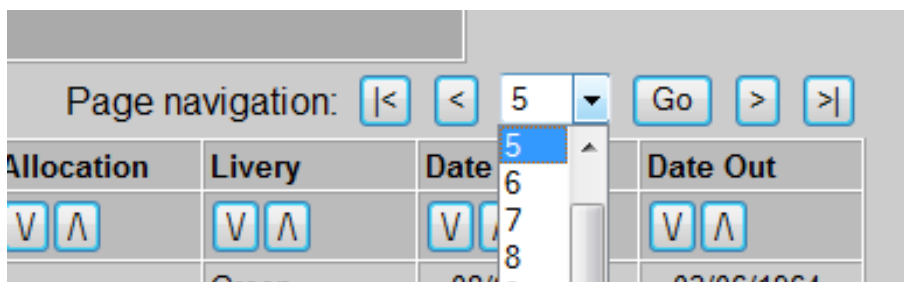 Page navigation: |< < 5 Go > >|
Allocation Livery Date Date Out
5
6
7
8
V Λ V Λ V V Λ